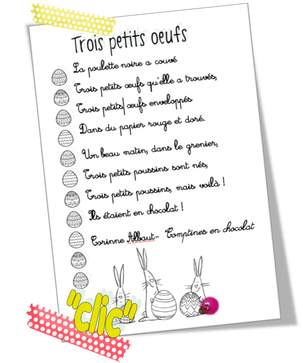 Trois petits oeufs
La poulette noire a couvé
Trois petits œufs qu'elle a trouvés,
Trois petits œufs enveloppés
Dans du papier rouge et doré.
Un beau matin, dans le grenier,
Trois petits poussins sont nés,
Trois petits poussins, mais voilà !
Ils étaient en chocolat !
Corinne Albaut - Comptines en chocolat
"clic"